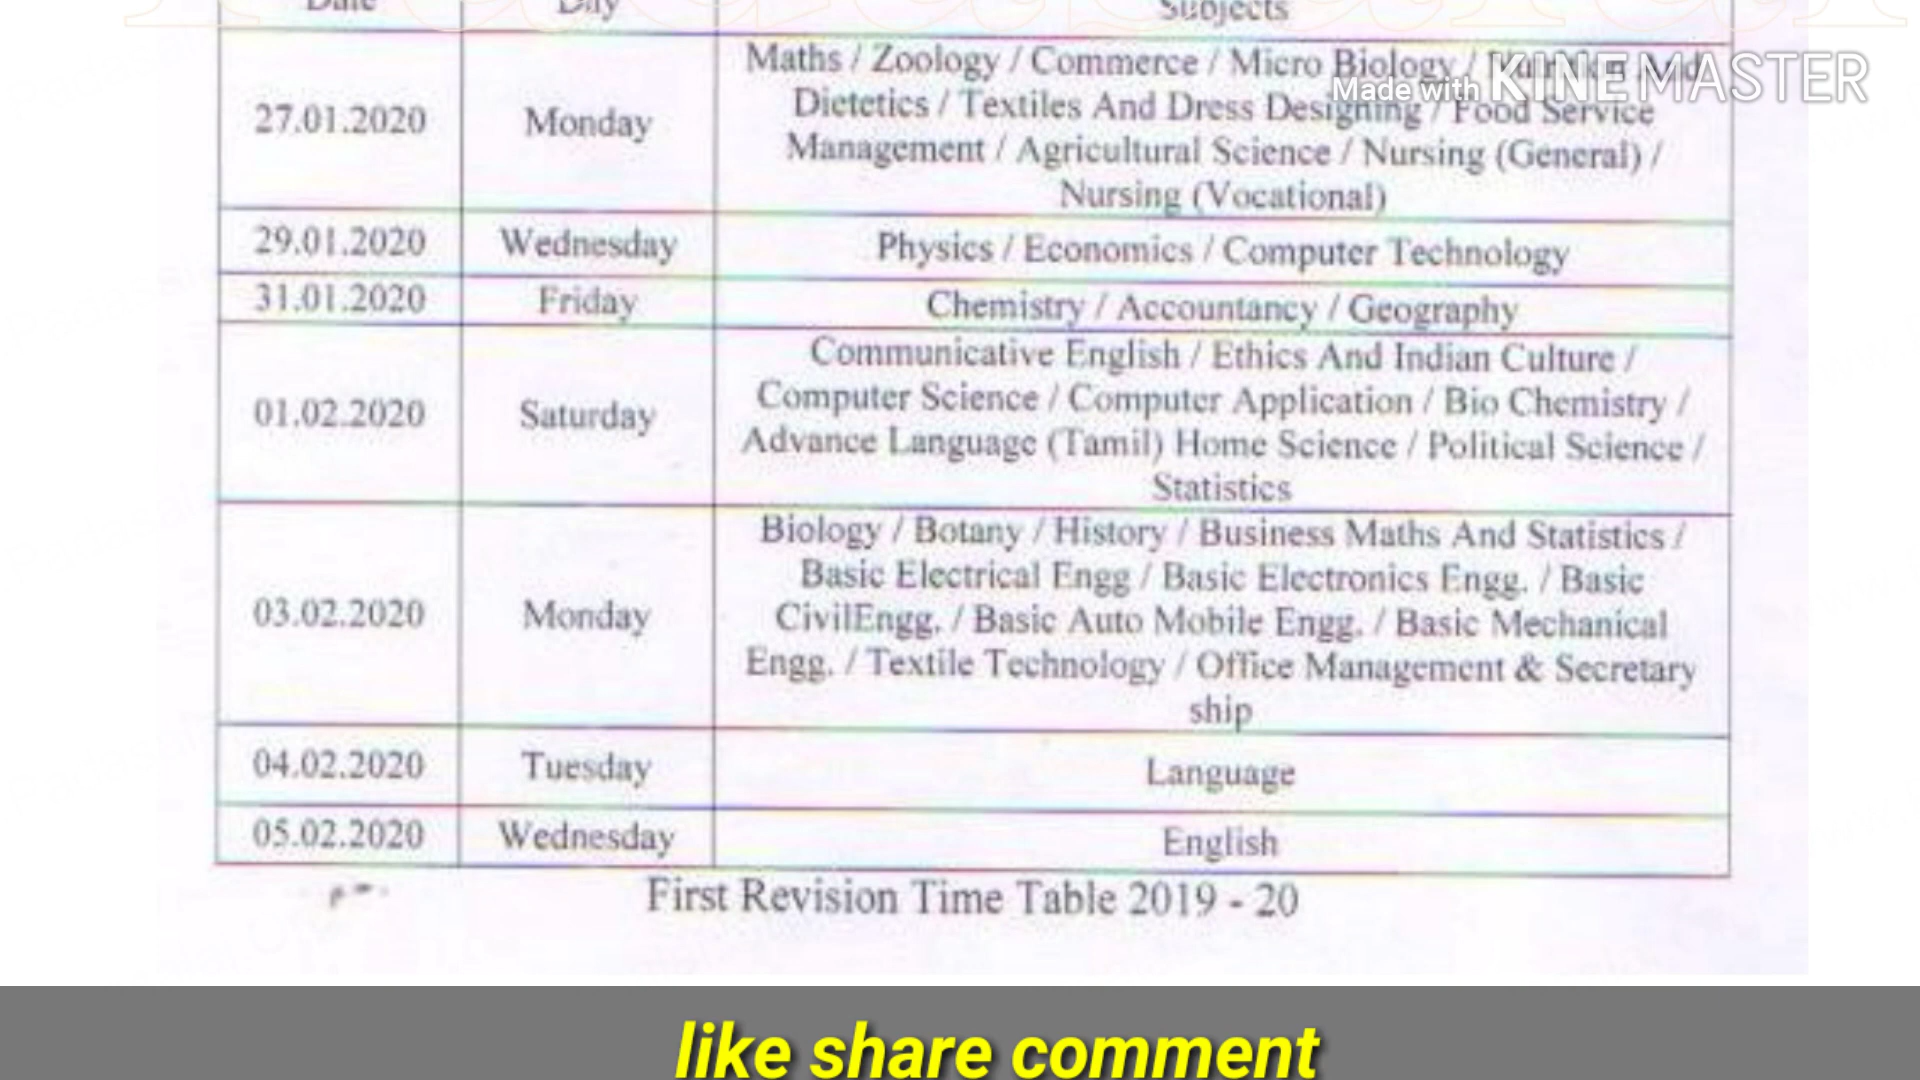 Date Day Subjects
Maths / Zoology / Commerce / Micro Biology / Nutrition And
Made with KINEMASTER
27.01.2020 Monday Dietetics / Textiles And Dress Designing / Food Service
Management / Agricultural Science / Nursing (General) /
Nursing (Vocational)
29.01.2020 Wednesday Physics / Economics / Computer Technology
31.01.2020 Friday Chemistry / Accountancy / Geography
Communicative English / Ethics And Indian Culture /
01.02.2020 Saturday Computer Science / Computer Application / Bio Chemistry /
Advance Language (Tamil) Home Science / Political Science /
Statistics
Biology / Botany / History / Business Maths And Statistics /
Basic Electrical Engg / Basic Electronics Engg. / Basic
03.02.2020 Monday CivilEngg. / Basic Auto Mobile Engg. / Basic Mechanical
Engg. / Textile Technology / Office Management & Secretary
ship
04.02.2020 Tuesday Language
05.02.2020 Wednesday English
First Revision Time Table 2019 - 20
like share comment